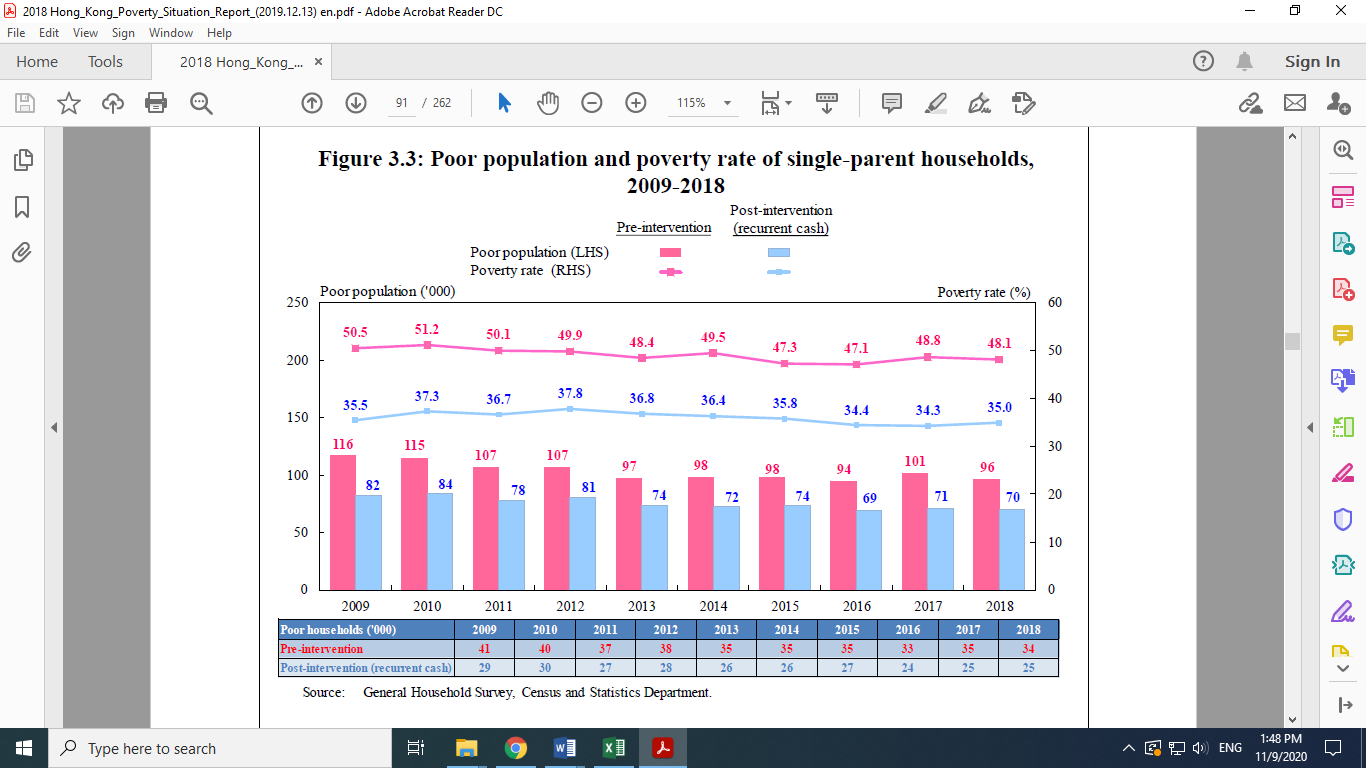 2018 Hong_Kong_Poverty_Situation_Report_(2019.12.13) en.pdf - Adobe Acrobat Reader DC
File Edit View Sign Window Help
Home Tools 2018 Hong_Kong_... × Sign In
91 / 262 115%
Figure 3.3: Poor population and poverty rate of single-parent households,
2009-2018
Post-intervention
Pre-intervention (recurrent cash)
Poor population (LHS)
Poverty rate (RHS)
Poor population ('000) Poverty rate (%)
250 60
50.5 51.2 50.1 49.9 48.4 49.5 47.3 47.1 48.8 48.1
200 50
35.5 37.3 36.7 37.8 36.8 36.4 35.8 34.4 34.3 35.0
40
150
30
116 115 107 107 97 98 98 94 101 96
100
82 84 78 81 74 72 74 69 71 70
20
50
10
0 0
2009 2010 2011 2012 2013 2014 2015 2016 2017 2018
Poor households ('000) 2009 2010 2011 2012 2013 2014 2015 2016 2017 2018
Pre-intervention 41 40 37 38 35 35 35 33 35 34
Post-intervention (recurrent cash) 29 30 27 28 26 26 27 24 25 25
Source: General Household Survey, Census and Statistics Department.
Type here to search
ENG
1:48 PM
11/9/2020